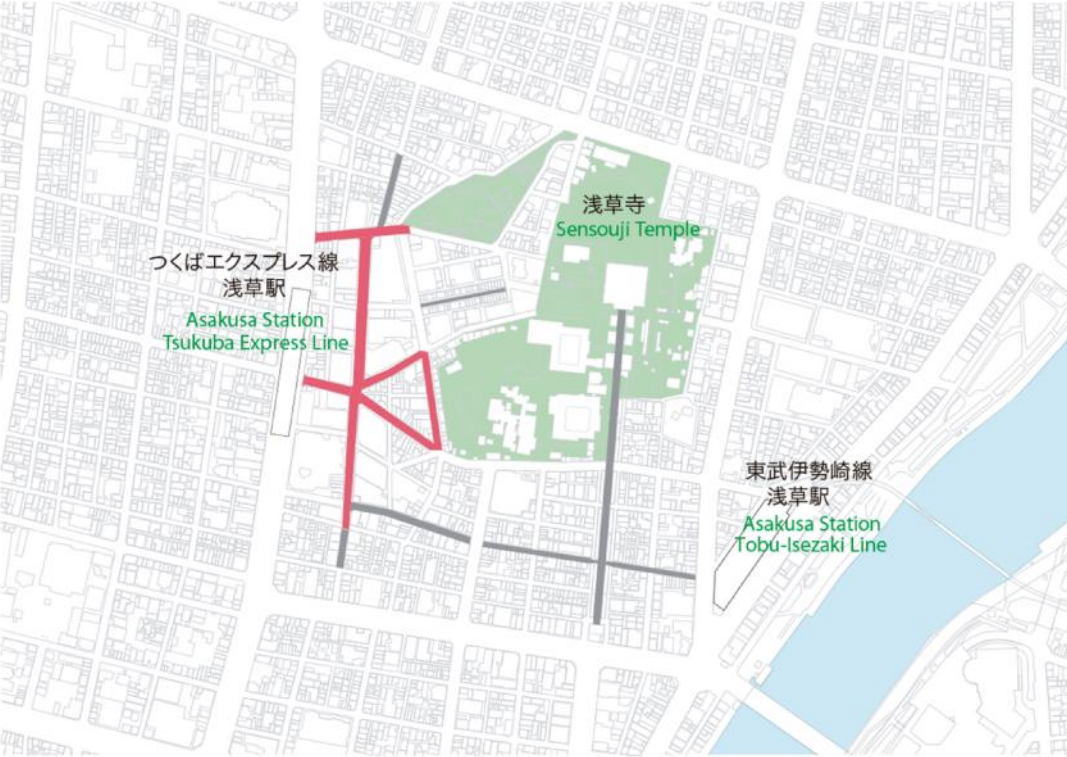 浅草寺
Sensouji Temple
つくばエクスプレス線
浅草駅
Asakusa Station
Tsukuba Express Line
東武伊勢崎線
浅草駅
Asakusa Station
Tobu-Isezaki Line